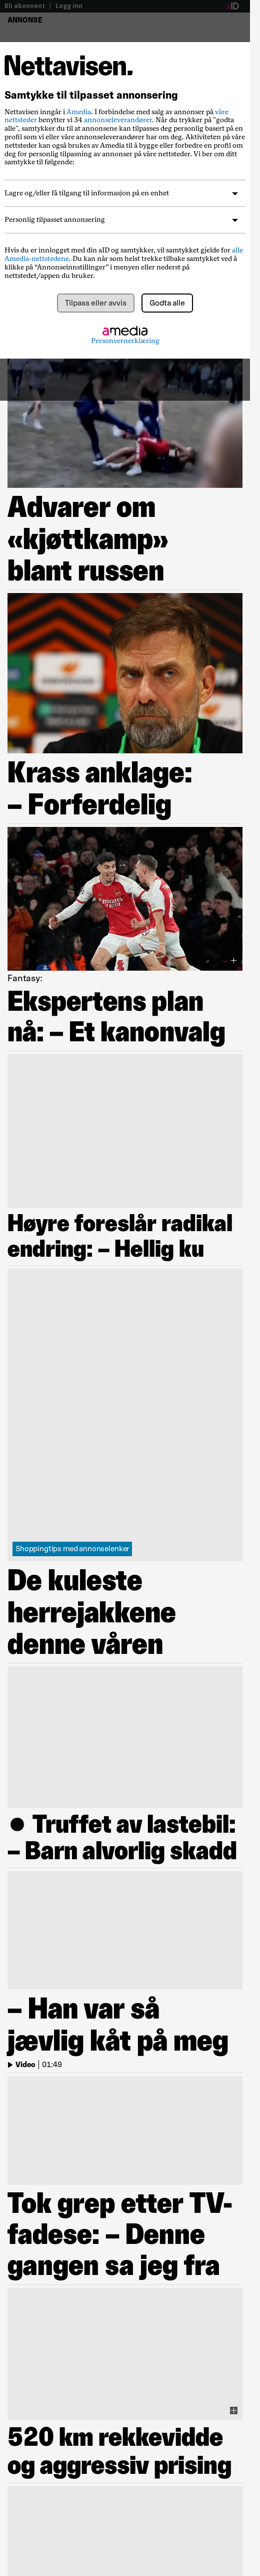 Bli abonnent | Logg inn
aID
ANNONSE
Nettavisen.
Samtykke til tilpasset annonsering
Nettavisen inngår i Amedia. I forbindelse med salg av annonser på våre
nettsteder benytter vi 34 annonseleverandører. Når du trykker på "godta
alle", samtykker du til at annonsene kan tilpasses deg personlig basert på en
profil som vi eller våre annonsører har om deg. Aktiviteten din på våre
nettsteder kan også brukes av Amedia til å bygge eller forbedre en profil om
deg for personlig tilpasning av annonser på våre nettsteder. Vi ber om ditt
samtykke til følgende:
Lagre og/eller få tilgang til informasjon på en enhet
Personlig tilpasset annonsering
Hvis du er innlogget med din aID og samtykker, vil samtykket gjelde for alle
Amedia-nettstedene. Du kan når som helst trekke tilbake samtykket ved å
klikke på “Annonseinnstillinger” i menyen eller nederst på
nettstedet/appen du bruker.
Tilpass eller avvis
Godta alle
amedia
Personvernerklæring
Advarer om
«kjøttkamp»
blant russen
Krass anklage:
– Forferdelig
Fantasy:
Ekspertens plan
nå: – Et kanonvalg
Høyre foreslår radikal
endring: – Hellig ku
Shoppingtips med annonselenker
De kuleste
herrejakkene
denne våren
Truffet av lastebil:
– Barn alvorlig skadd
– Han var så
jævlig kåt på meg
Video | 01:49
Tok grep etter TV-
fadese: – Denne
gangen sa jeg fra
520 km rekkevidde
og aggressiv prising